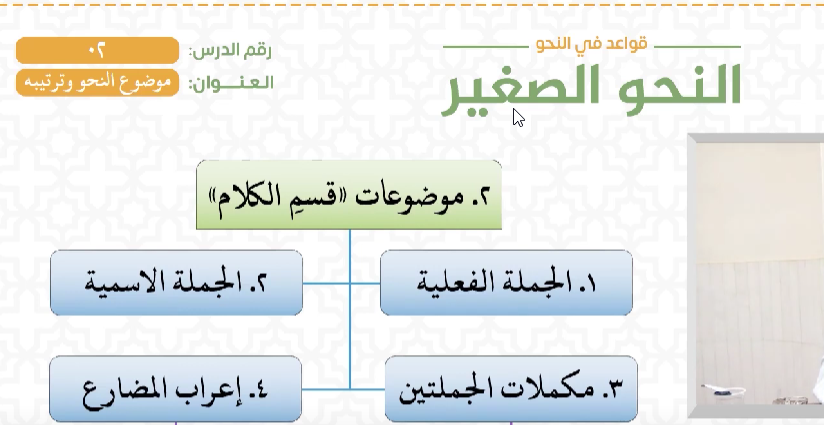 قواعد في النحو
النحو الصغير
رقم الدرس: ٠٢
العنـــوان: موضوع النحو وترتيبه
٢. موضوعات «قسمِ الكلام»
١. الجملة الفعلية
٢. الجملة الاسمية
٣. مكملات الجملتين
٤. إعراب المضارع